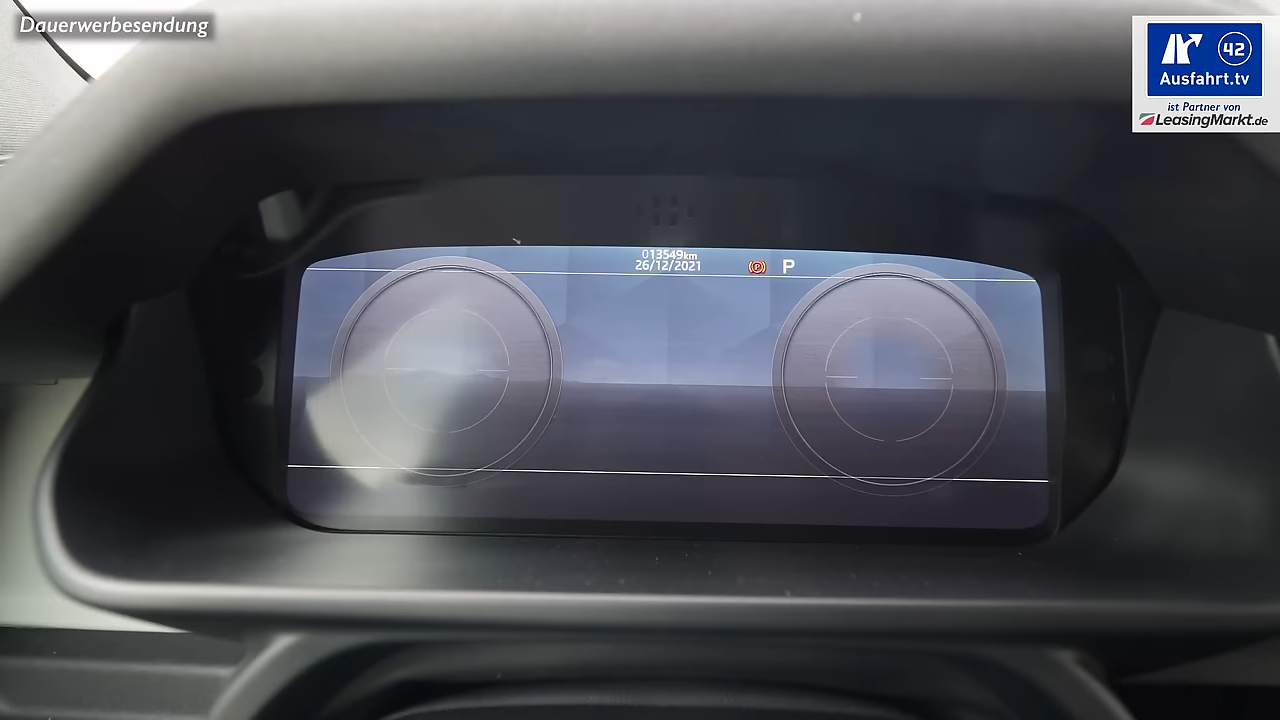 Dauerwerbesendung
42
Ausfahrt.tv
ist Partner von
LeasingMarkt.de
013549km
26/12/2021
P
P